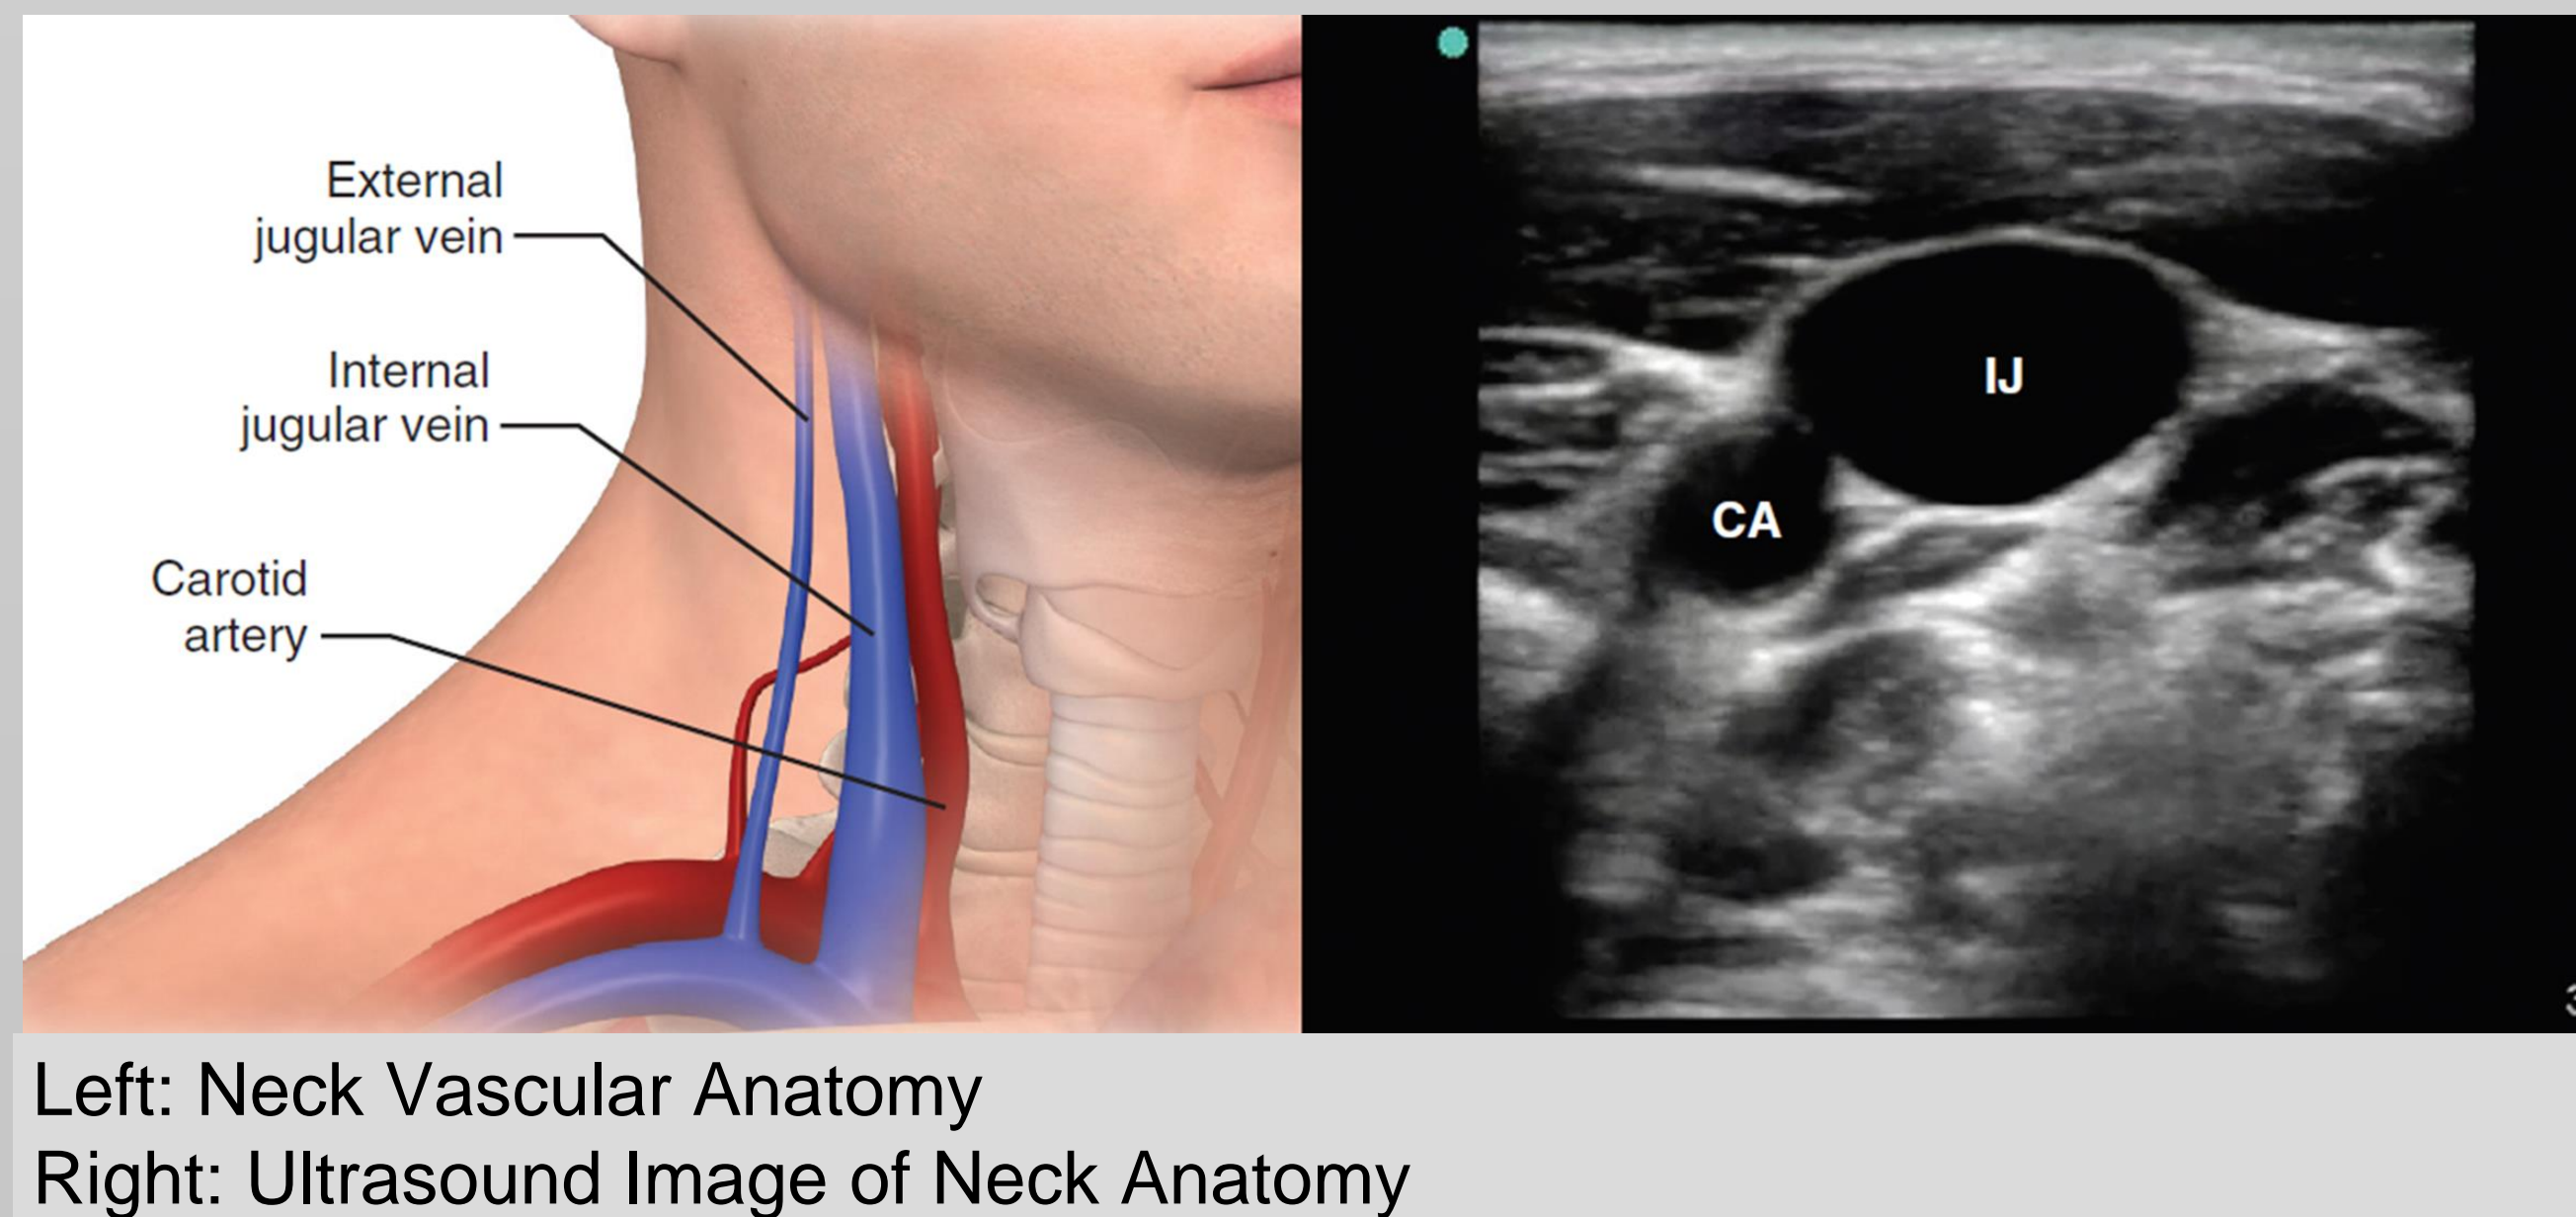 External
jugular vein
Internal
jugular vein
Carotid
artery
IJ
CA
Left: Neck Vascular Anatomy
Right: Ultrasound Image of Neck Anatomy